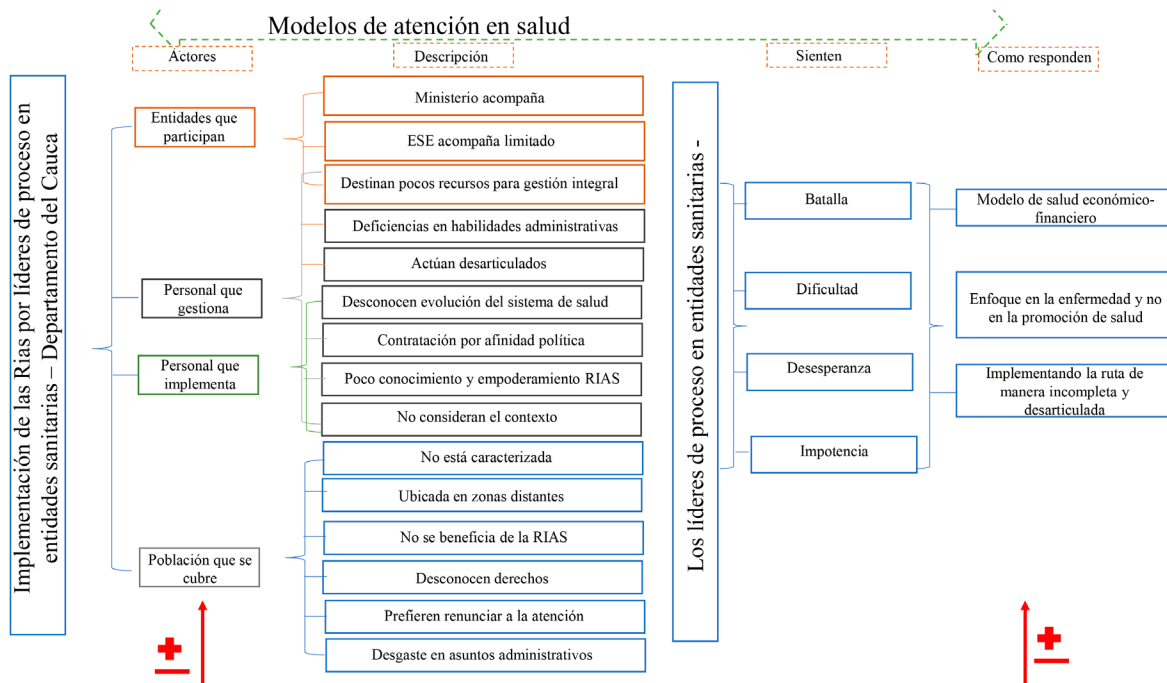 Modelos de atención en salud
Actores
Descripción
Sienten
Como responden
Implementación de las Rias por líderes de proceso en
entidades sanitarias – Departamento del Cauca
Entidades que
participan
Personal que
gestiona
Personal que
implementa
Población que se
cubre
Ministerio acompaña
ESE acompaña limitado
Destinan pocos recursos para gestión integral
Deficiencias en habilidades administrativas
Actúan desarticulados
Desconocen evolución del sistema de salud
Contratación por afinidad política
Poco conocimiento y empoderamiento RIAS
No consideran el contexto
No está caracterizada
Ubicada en zonas distantes
No se beneficia de la RIAS
Desconocen derechos
Prefieren renunciar a la atención
Desgaste en asuntos administrativos
Los líderes de proceso en entidades sanitarias -
Batalla
Dificultad
Desesperanza
Impotencia
Modelo de salud económico-
financiero
Enfoque en la enfermedad y no
en la promoción de salud
Implementando la ruta de
manera incompleta y
desarticulada